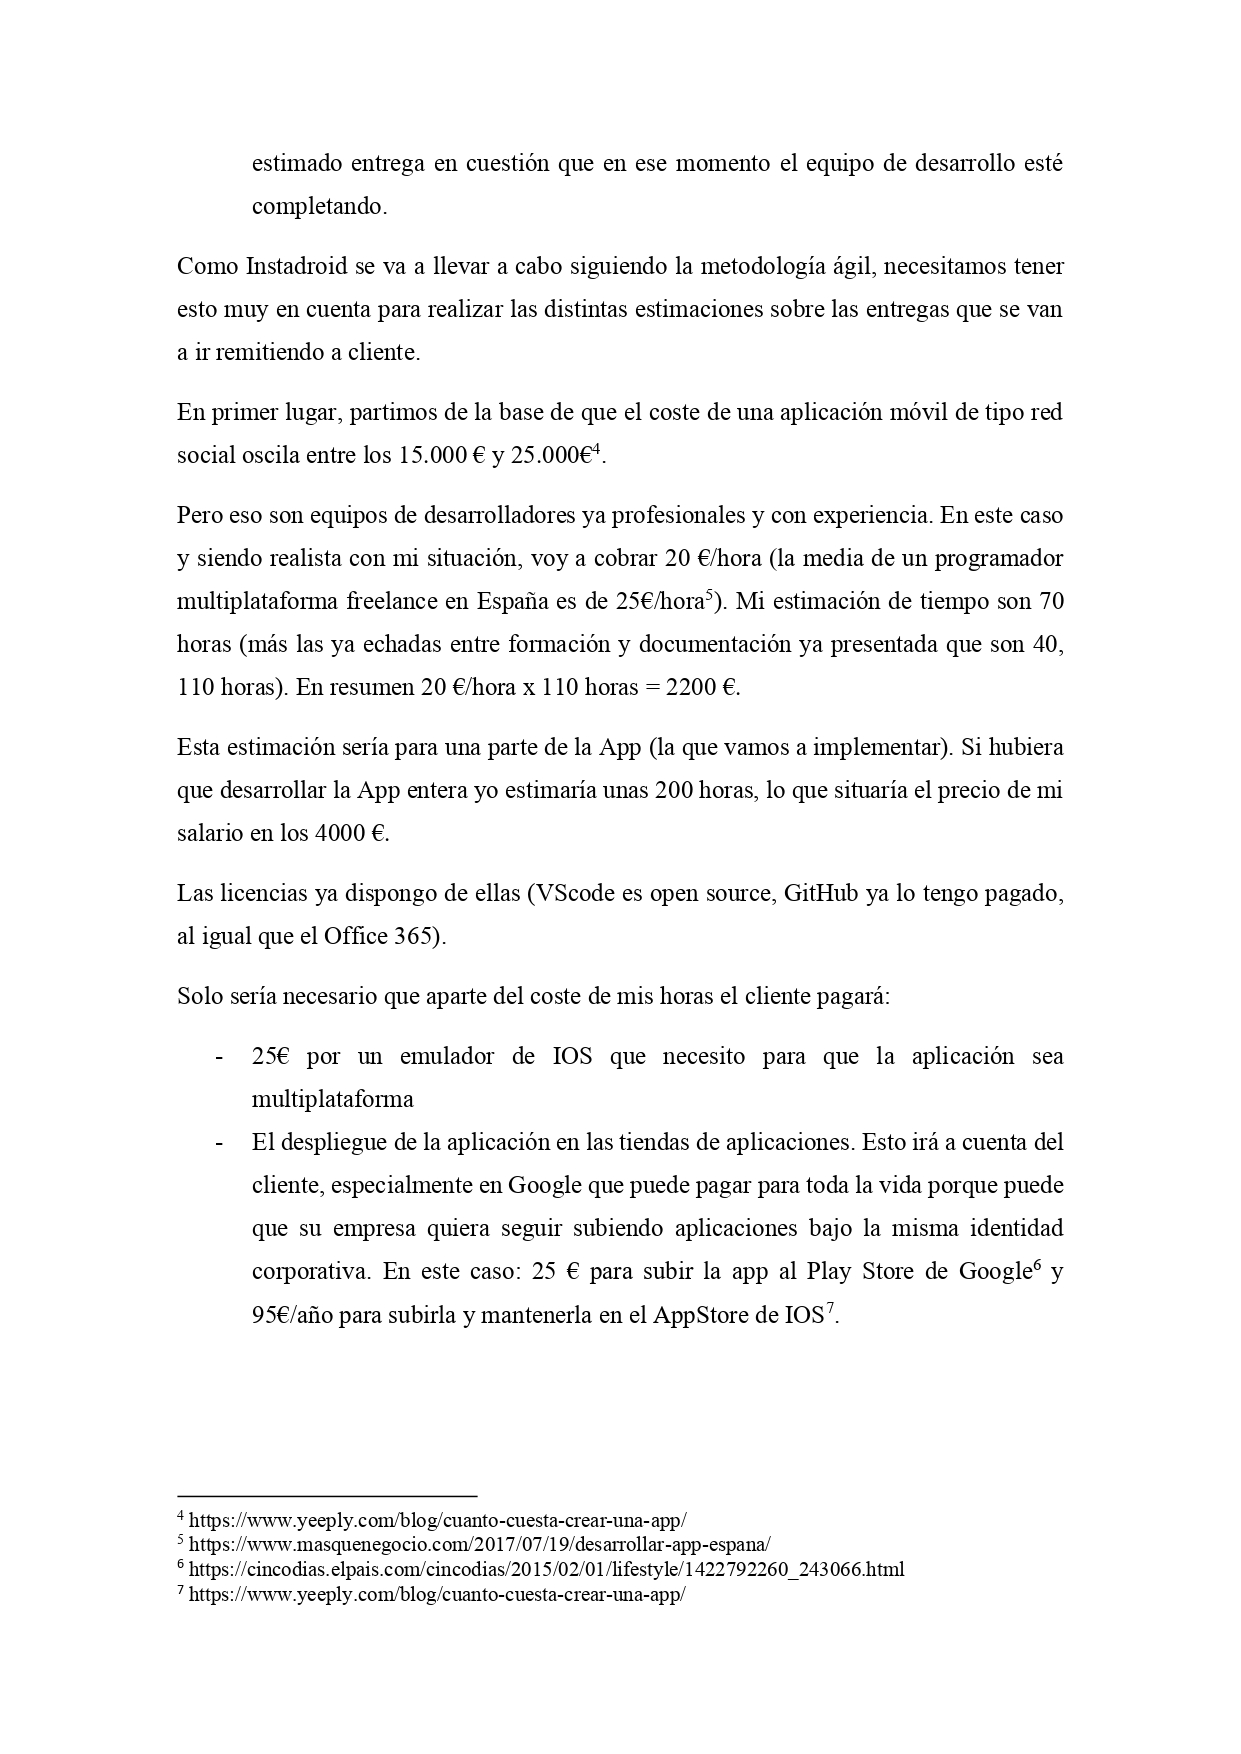 estimado entrega en cuestión que en ese momento el equipo de desarrollo esté
completando.
Como Instadroid se va a llevar a cabo siguiendo la metodología ágil, necesitamos tener
esto muy en cuenta para realizar las distintas estimaciones sobre las entregas que se van
a ir remitiendo a cliente.
En primer lugar, partimos de la base de que el coste de una aplicación móvil de tipo red
social oscila entre los 15.000 € y 25.000€⁴.
Pero eso son equipos de desarrolladores ya profesionales y con experiencia. En este caso
y siendo realista con mi situación, voy a cobrar 20 €/hora (la media de un programador
multiplataforma freelance en España es de 25€/hora⁵). Mi estimación de tiempo son 70
horas (más las ya echadas entre formación y documentación ya presentada que son 40,
110 horas). En resumen 20 €/hora x 110 horas = 2200 €.
Esta estimación sería para una parte de la App (la que vamos a implementar). Si hubiera
que desarrollar la App entera yo estimaría unas 200 horas, lo que situaría el precio de mi
salario en los 4000 €.
Las licencias ya dispongo de ellas (VScode es open source, GitHub ya lo tengo pagado,
al igual que el Office 365).
Solo sería necesario que aparte del coste de mis horas el cliente pagará:
- 25€ por un emulador de IOS que necesito para que la aplicación sea
multiplataforma
- El despliegue de la aplicación en las tiendas de aplicaciones. Esto irá a cuenta del
cliente, especialmente en Google que puede pagar para toda la vida porque puede
que su empresa quiera seguir subiendo aplicaciones bajo la misma identidad
corporativa. En este caso: 25 € para subir la app al Play Store de Google⁶ y
95€/año para subirla y mantenerla en el AppStore de IOS⁷.
⁴ https://www.yeeply.com/blog/cuanto-cuesta-crear-una-app/
⁵ https://www.masquenegocio.com/2017/07/19/desarrollar-app-espana/
⁶ https://cincodias.elpais.com/cincodias/2015/02/01/lifestyle/1422792260_243066.html
⁷ https://www.yeeply.com/blog/cuanto-cuesta-crear-una-app/